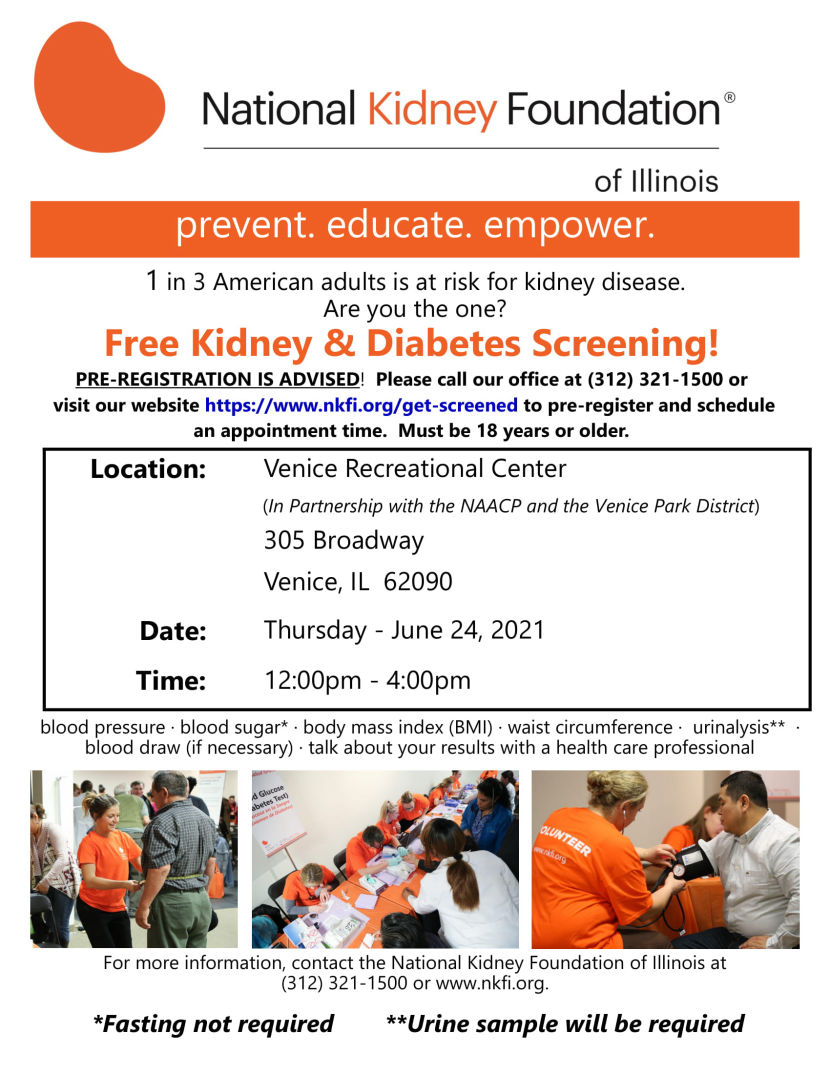 National Kidney Foundation®
of Illinois
prevent. educate. empower.
1 in 3 American adults is at risk for kidney disease.
Are you the one?
Free Kidney & Diabetes Screening!
PRE-REGISTRATION IS ADVISED! Please call our office at (312) 321-1500 or
visit our website https://www.nkfi.org/get-screened to pre-register and schedule
an appointment time. Must be 18 years or older.
Location: Venice Recreational Center
(In Partnership with the NAACP and the Venice Park District)
305 Broadway
Venice, IL 62090
Date: Thursday - June 24, 2021
Time: 12:00pm - 4:00pm
blood pressure · blood sugar* · body mass index (BMI) · waist circumference · urinalysis** ·
blood draw (if necessary) · talk about your results with a health care professional
Glucose
abetes Test)
VOLUNTEER
www.nkfi.org
For more information, contact the National Kidney Foundation of Illinois at
(312) 321-1500 or www.nkfi.org.
*Fasting not required **Urine sample will be required